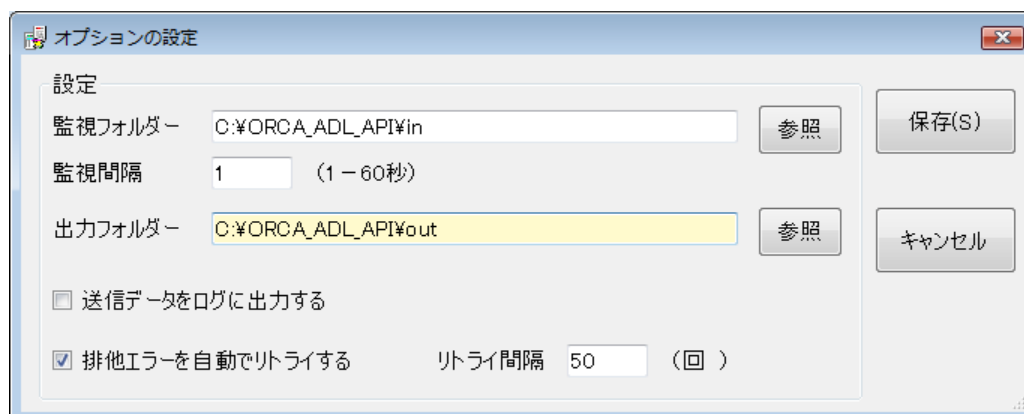 オプションの設定
設定
監視フォルダー C:¥ORCA_ADL_API¥in 参照 保存(S)
監視間隔 1 (1－60秒)
出力フォルダー C:¥ORCA_ADL_API¥out 参照 キャンセル
送信データをログに出力する
排他エラーを自動でリトライする リトライ間隔 50 (回 )